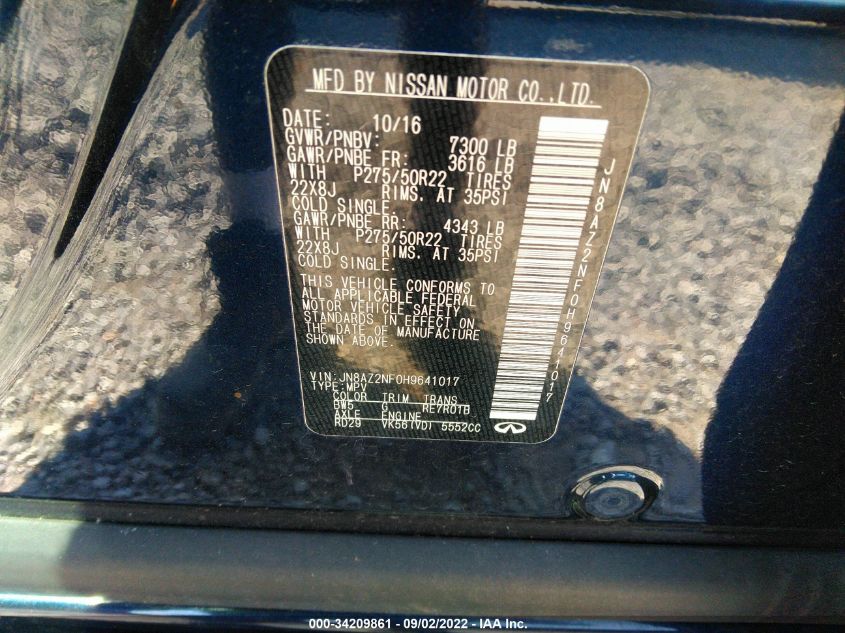 MFD BY NISSAN MOTOR CO.,LTD.
DATE: 10/16
GVWR/PNBV: 7300 LB
GAWR/PNBE FR: 3616 LB
WITH P275/50R22 TIRES
22X8J RIMS. AT 35PSI
COLD SINGLE.
GAWR/PNBE RR: 4343 LB
WITH P275/50R22 TIRES
22X8J RIMS. AT 35PSI
COLD SINGLE.
THIS VEHICLE CONFORMS TO
ALL APPLICABLE FEDERAL
MOTOR VEHICLE SAFETY
STANDARDS IN EFFECT ON
THE DATE OF MANUFACTURE
SHOWN ABOVE.
VIN: JN8AZ2NF0H9641017
TYPE: MPV
COLOR TRIM TRANS
BW5 G RE7R01B
AXLE ENGINE
RD29 VK56(VD) 5552CC
JN8AZ2NF0H9641017
000-34209861 - 09/02/2022 - IAA Inc.